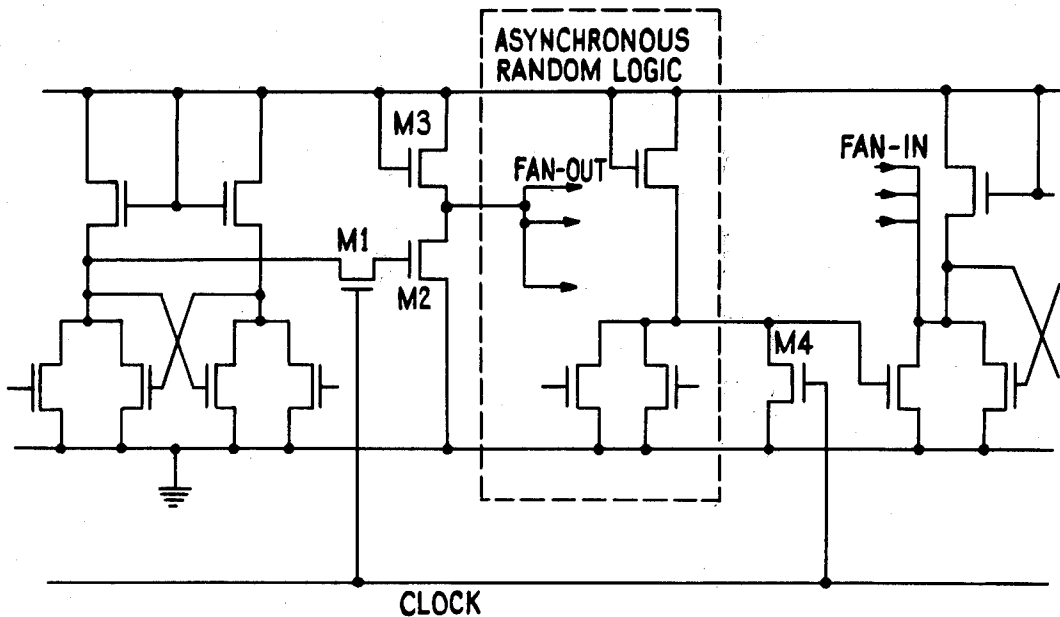 ASYNCHRONOUS
RANDOM LOGIC
M3
FAN-OUT
FAN-IN
M1
M2
M4
CLOCK